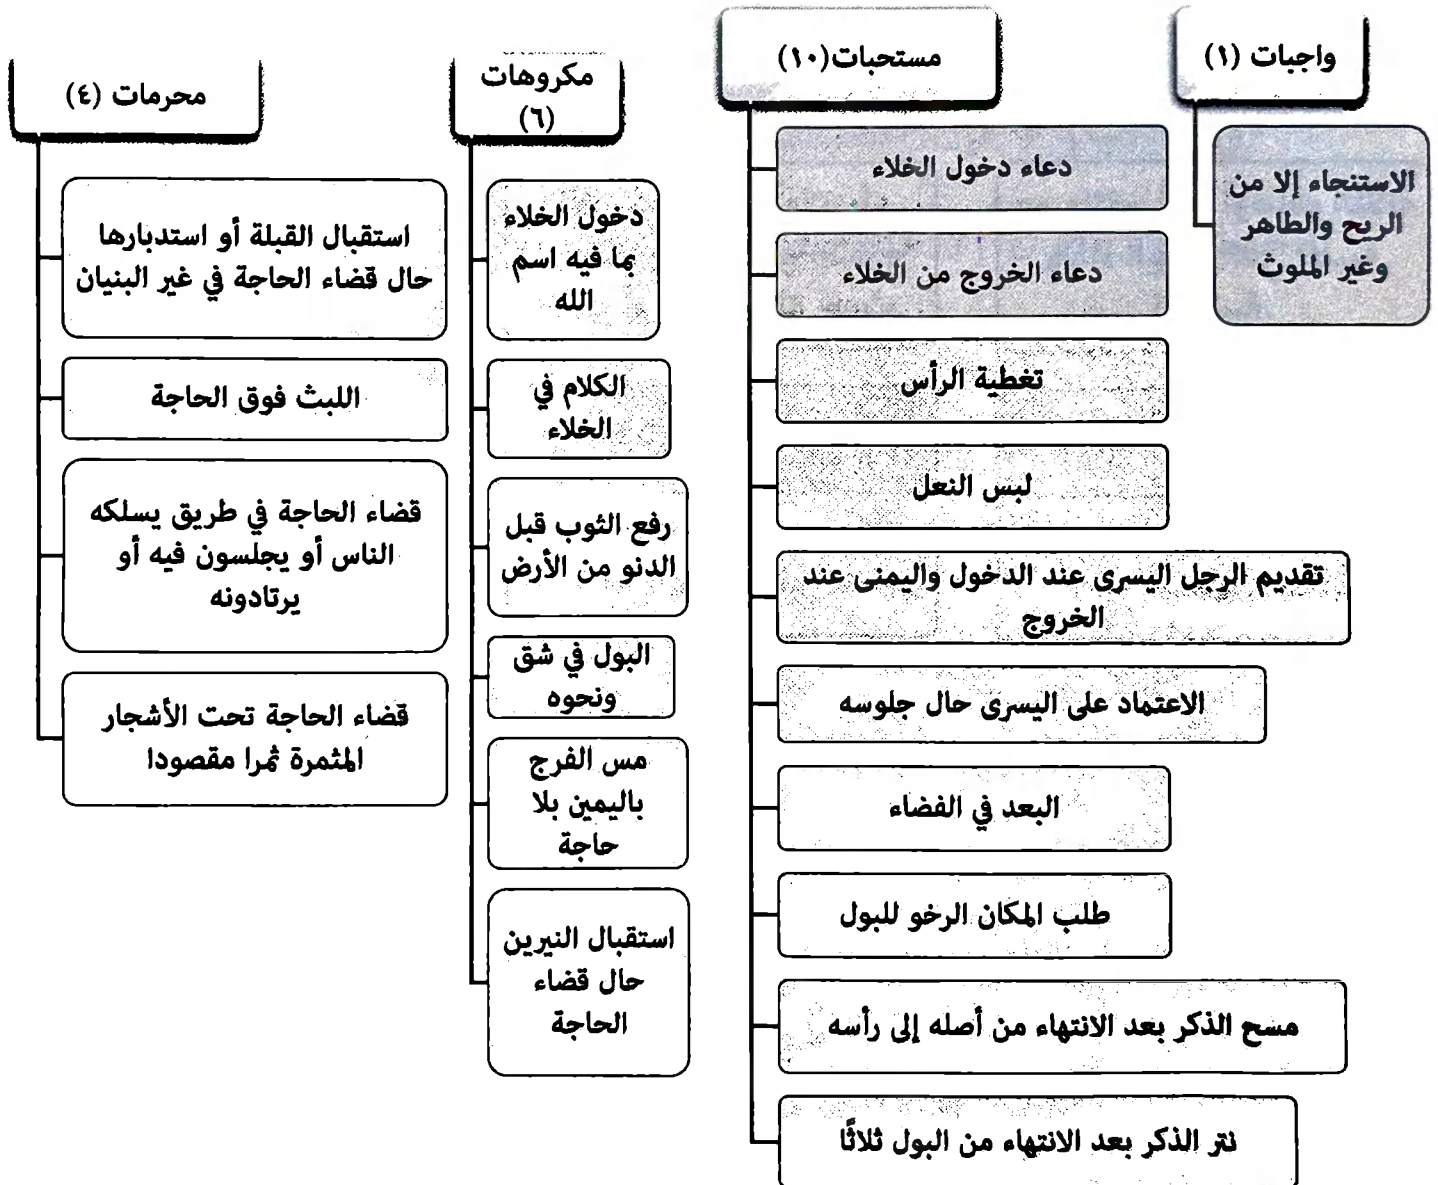 واجبات (١)
الاستنجاء إلا من
الريح والطاهر
وغير الملوث
مستحبات(١٠)
دعاء دخول الخلاء
دعاء الخروج من الخلاء
تغطية الرأس
لبس النعل
تقديم الرجل اليسرى عند الدخول واليمنى عند
الخروج
الاعتماد على اليسرى حال جلوسه
البعد في الفضاء
طلب المكان الرخو للبول
مسح الذكر بعد الانتهاء من أصله إلى رأسه
نتر الذكر بعد الانتهاء من البول ثلاثًا
مكروهات
(٦)
دخول الخلاء
بما فيه اسم
الله
الكلام في
الخلاء
رفع الثوب قبل
الدنو من الأرض
البول في شق
ونحوه
مس الفرج
باليمين بلا
حاجة
استقبال النيرين
حال قضاء
الحاجة
محرمات (٤)
استقبال القبلة أو استدبارها
حال قضاء الحاجة في غير البنيان
اللبث فوق الحاجة
قضاء الحاجة في طريق يسلكه
الناس أو يجلسون فيه أو
يرتادونه
قضاء الحاجة تحت الأشجار
المثمرة ثمرا مقصودا